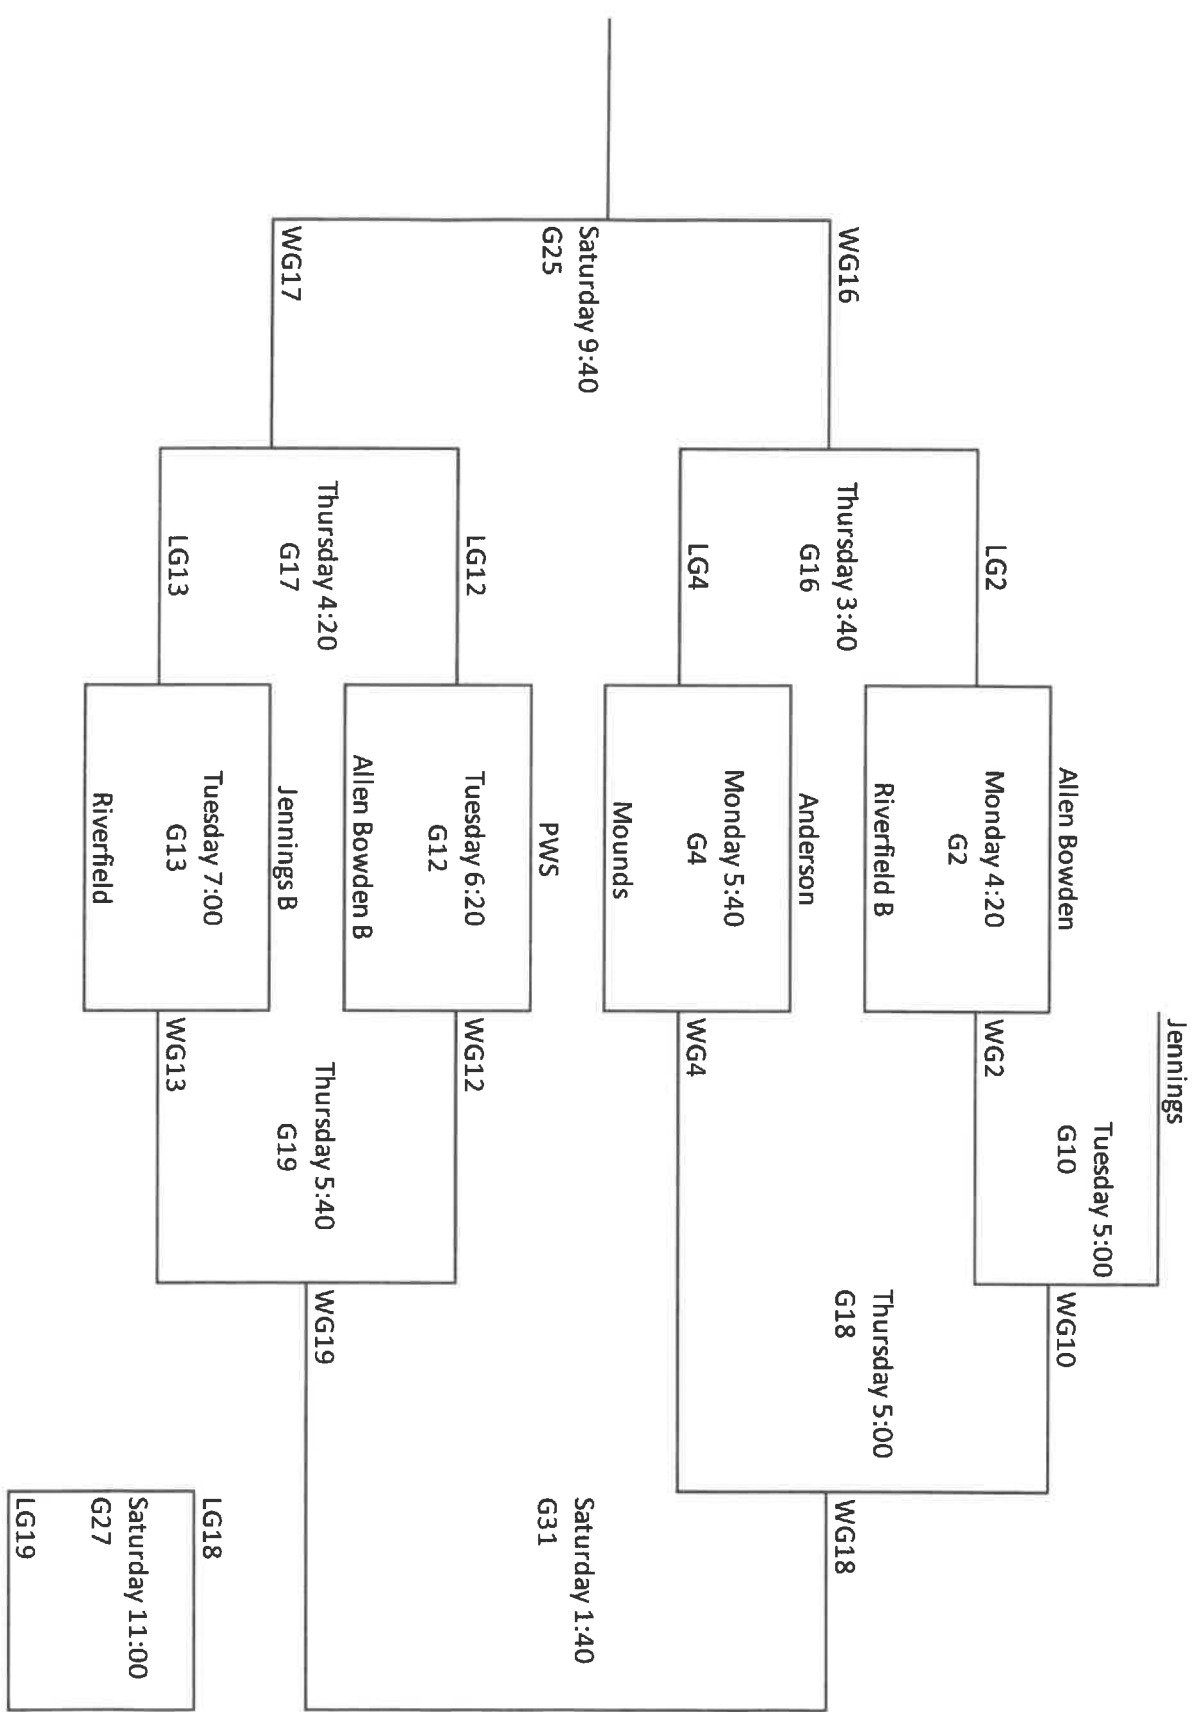 Jennings
Tuesday 5:00
G10
Allen Bowden
WG10
LG2
Monday 4:20
G2
WG2
Riverfield B
Thursday 5:00
G18
WG16
Thursday 3:40
G16
WG18
Anderson
LG4
Monday 5:40
G4
WG4
Mounds
Saturday 9:40
G25
Saturday 1:40
G31
PWS
LG12
Tuesday 6:20
G12
WG12
Allen Bowden B
Thursday 4:20
G17
Thursday 5:40
G19
WG19
WG17
Jennings B
LG13
Tuesday 7:00
G13
WG13
Riverfield
LG18
Saturday 11:00
G27
LG19